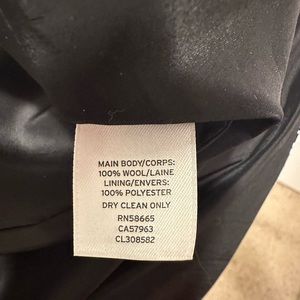 MAIN BODY/CORPS:
100% WOOL/LAINE
LINING/ENVERS:
100% POLYESTER
DRY CLEAN ONLY
RN58665
CA57963
CL308582